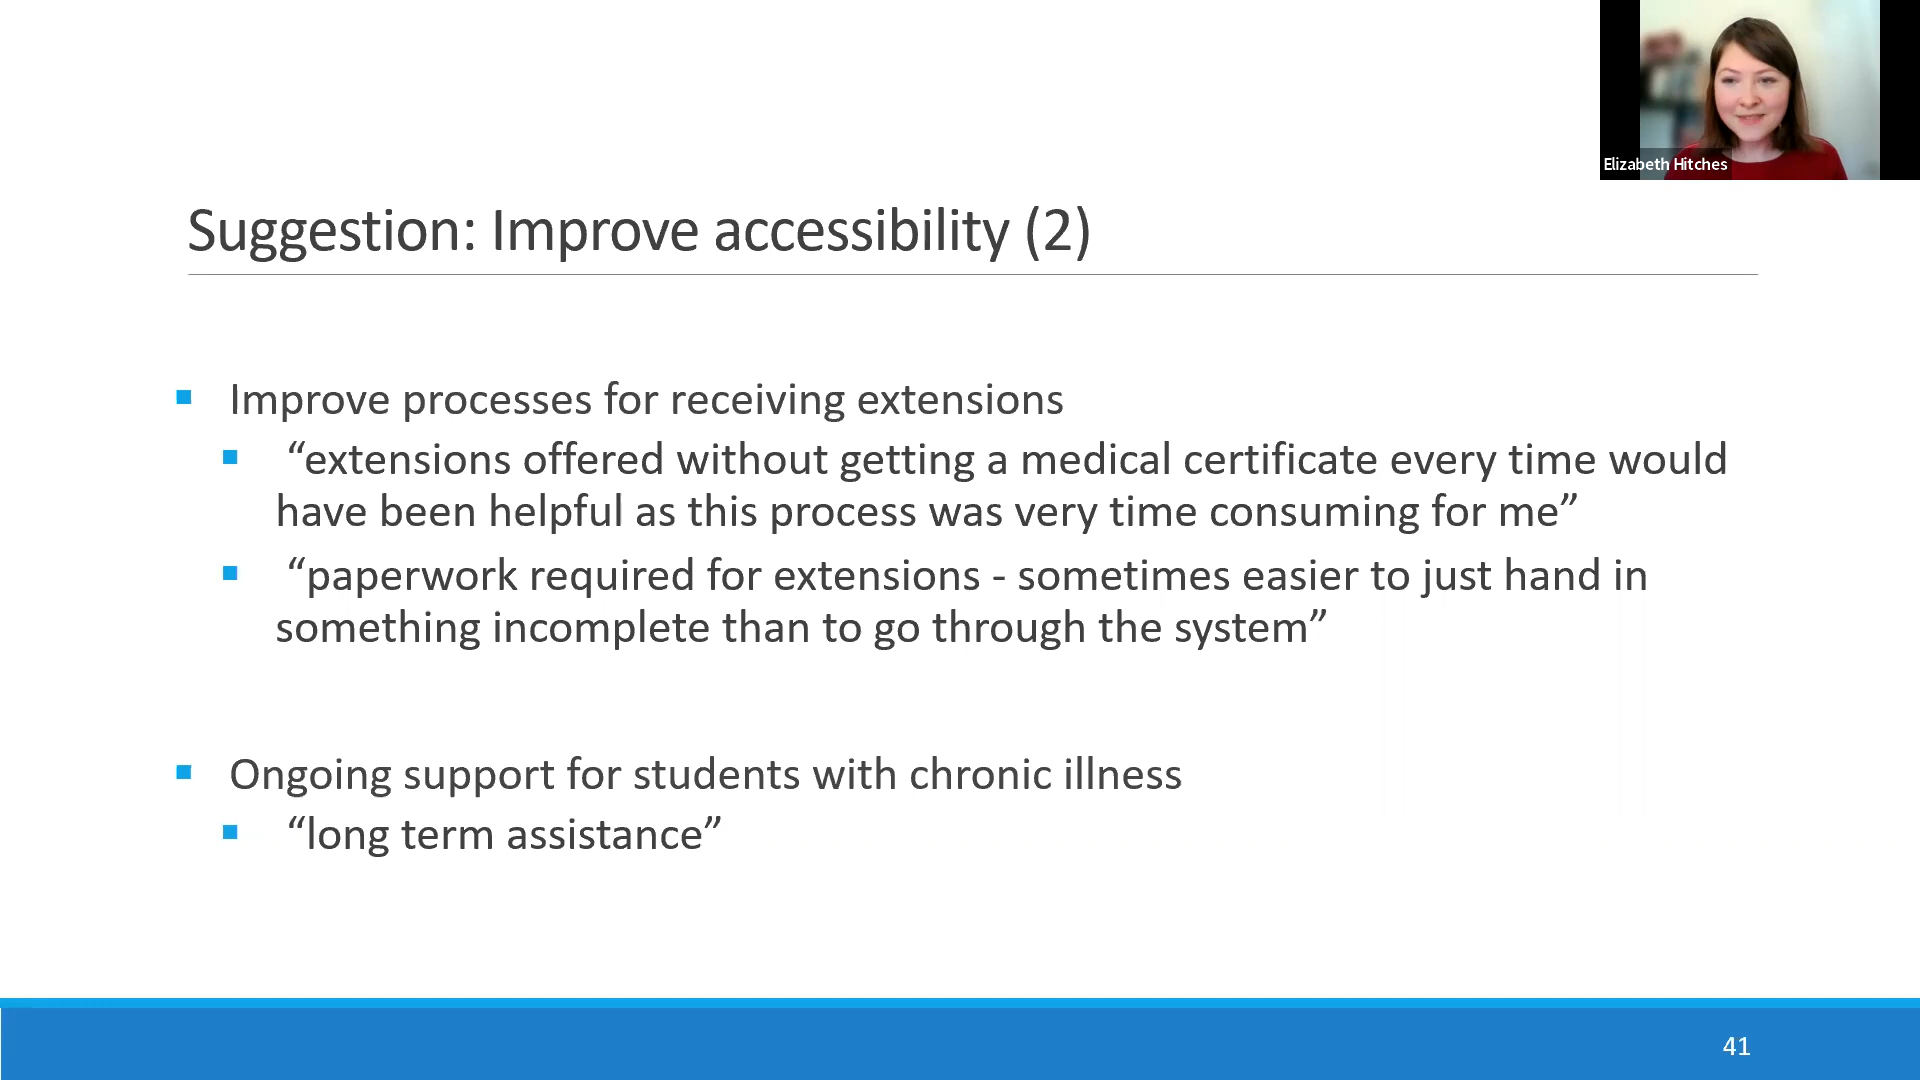 Elizabeth Hitches
Suggestion: Improve accessibility (2)
Improve processes for receiving extensions
“extensions offered without getting a medical certificate every time would
have been helpful as this process was very time consuming for me”
“paperwork required for extensions - sometimes easier to just hand in
something incomplete than to go through the system”
Ongoing support for students with chronic illness
“long term assistance”
41